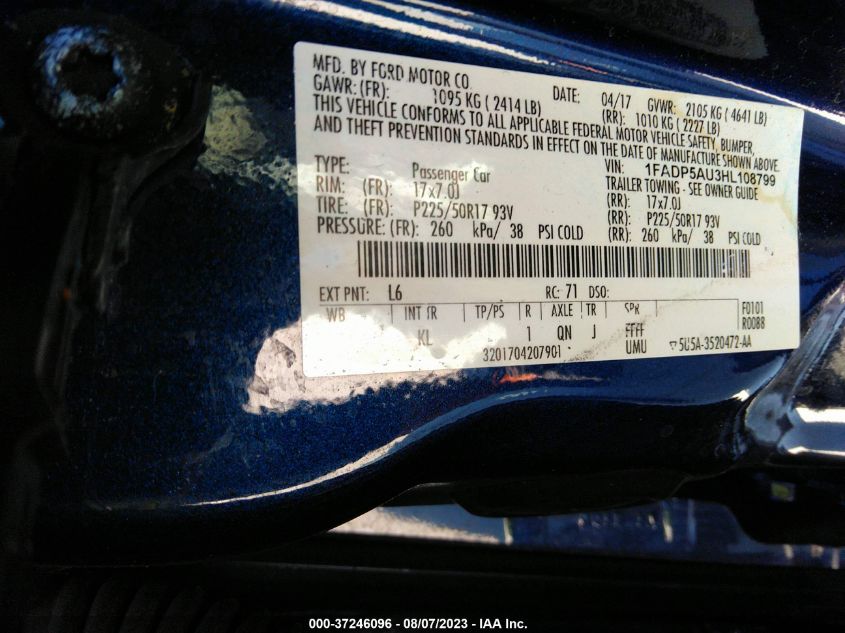 MFD. BY FORD MOTOR CO.
DATE: 04/17 GVWR: 2105 KG ( 4641 LB)
GAWR: (FR): 1095 KG ( 2414 LB) (RR): 1010 KG ( 2227 LB)
THIS VEHICLE CONFORMS TO ALL APPLICABLE FEDERAL MOTOR VEHICLE SAFETY, BUMPER,
AND THEFT PREVENTION STANDARDS IN EFFECT ON THE DATE OF MANUFACTURE SHOWN ABOVE.
VIN: 1FADP5AU3HL108799
TYPE: Passenger Car TRAILER TOWING - SEE OWNER GUIDE
RIM: (FR): 17x7.0J (RR): 17x7.0J
TIRE: (FR): P225/50R17 93V (RR): P225/50R17 93V
PRESSURE: (FR): 260 kPa/ 38 PSI COLD (RR): 260 kPa/ 38 PSI COLD
EXT PNT: L6 RC: 71 DSO:
WB INT TR TP/PS R AXLE TR SPR F0101
KL 1 QN J FFFF R0088
320170420790 UMU 5U5A-3520472-AA
000-37246096 - 08/07/2023 - IAA Inc.